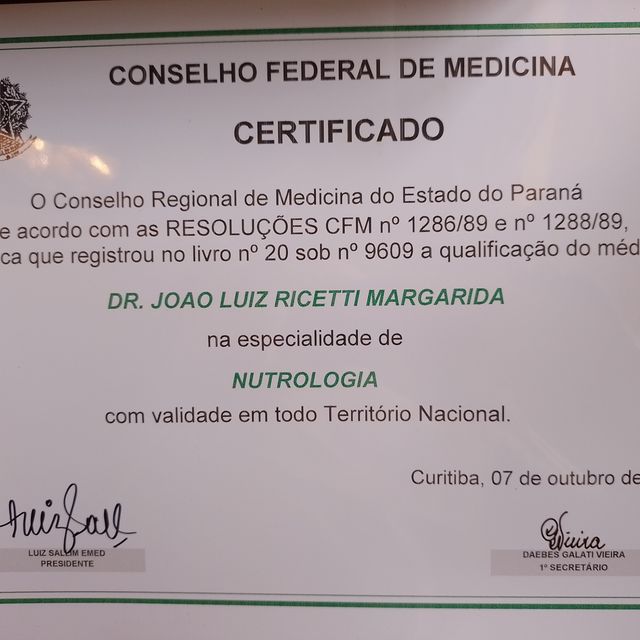 CONSELHO FEDERAL DE MEDICINA
CERTIFICADO
O Conselho Regional de Medicina do Estado do Paraná
e acordo com as RESOLUÇÕES CFM nº 1286/89 e nº 1288/89,
ca que registrou no livro nº 20 sob nº 9609 a qualificação do méd
DR. JOAO LUIZ RICETTI MARGARIDA
na especialidade de
NUTROLOGIA
com validade em todo Território Nacional.
Curitiba, 07 de outubro de
LUIZ SALLIM EMED
PRESIDENTE
Vieira
DAEBES GALATI VIEIRA
1º SECRETÁRIO